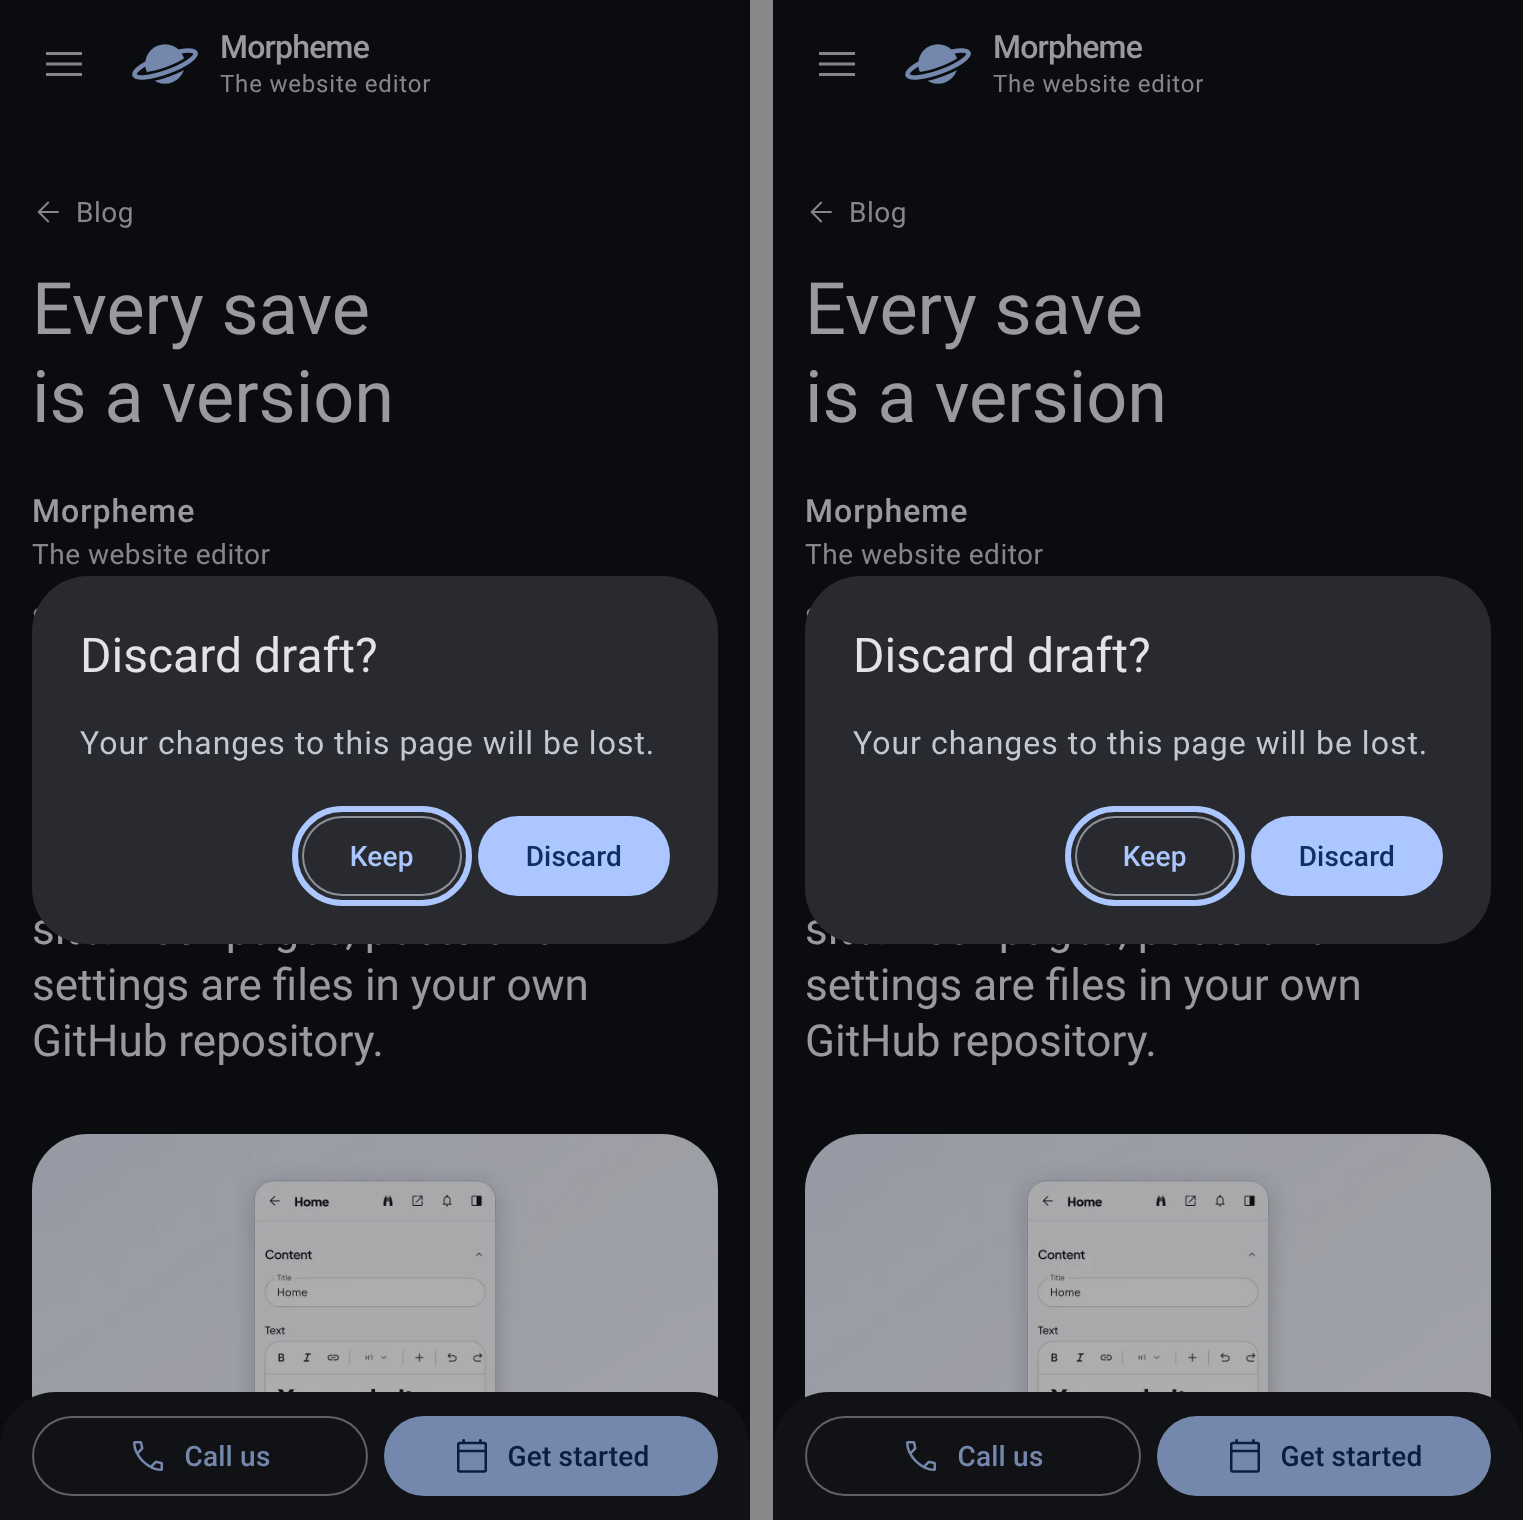 Morpheme
The website editor
Blog
Every save
is a version
Morpheme
The website editor
Discard draft?
Your changes to this page will be lost.
Keep
Discard
settings are files in your own
GitHub repository.
Home
Content
Title
Home
Text
B I H1
Call us
Get started
Morpheme
The website editor
Blog
Every save
is a version
Morpheme
The website editor
Discard draft?
Your changes to this page will be lost.
Keep
Discard
settings are files in your own
GitHub repository.
Home
Content
Title
Home
Text
B I H1
Call us
Get started